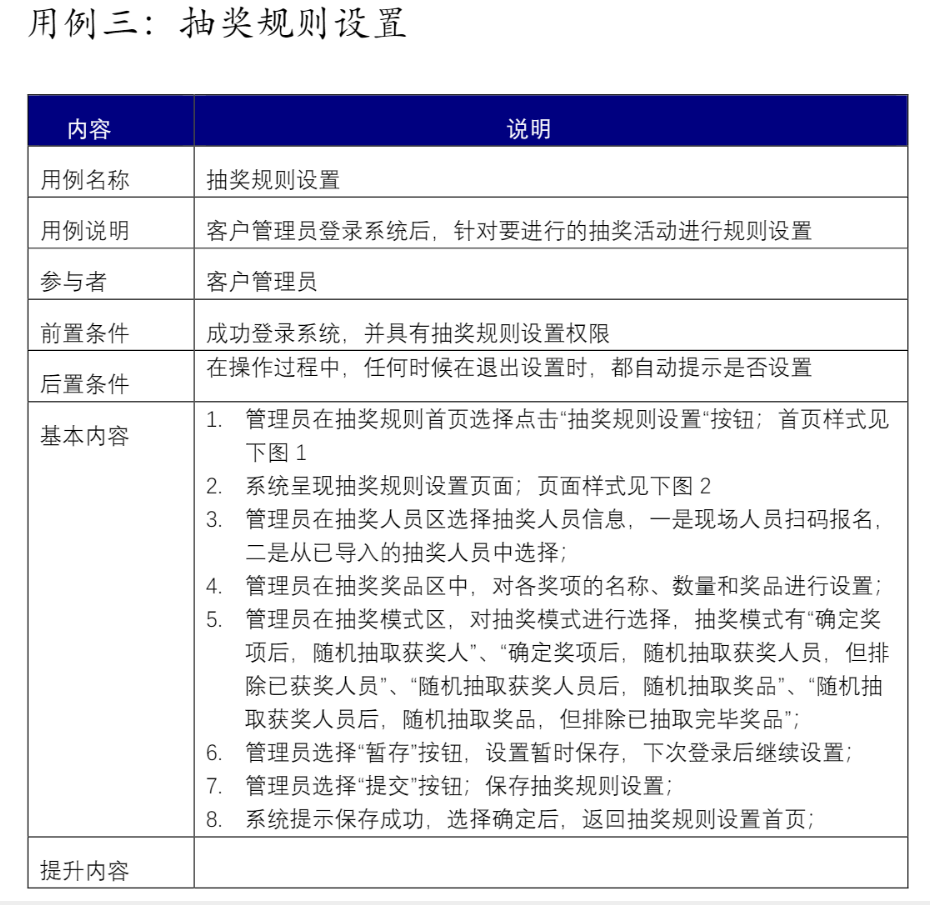 用例三：抽奖规则设置
内容 说明
用例名称 抽奖规则设置
用例说明 客户管理员登录系统后，针对要进行的抽奖活动进行规则设置
参与者 客户管理员
前置条件 成功登录系统，并具有抽奖规则设置权限
后置条件 在操作过程中，任何时候在退出设置时，都自动提示是否设置
基本内容 1. 管理员在抽奖规则首页选择点击“抽奖规则设置“按钮；首页样式见
下图 1
2. 系统呈现抽奖规则设置页面；页面样式见下图 2
3. 管理员在抽奖人员区选择抽奖人员信息，一是现场人员扫码报名，
二是从已导入的抽奖人员中选择；
4. 管理员在抽奖奖品区中，对各奖项的名称、数量和奖品进行设置；
5. 管理员在抽奖模式区，对抽奖模式进行选择，抽奖模式有“确定奖
项后，随机抽取获奖人”、“确定奖项后，随机抽取获奖人员，但排
除已获奖人员”、“随机抽取获奖人员后，随机抽取奖品”、“随机抽
取获奖人员后，随机抽取奖品，但排除已抽取完毕奖品”；
6. 管理员选择“暂存”按钮，设置暂时保存，下次登录后继续设置；
7. 管理员选择“提交”按钮；保存抽奖规则设置；
8. 系统提示保存成功，选择确定后，返回抽奖规则设置首页；
提升内容